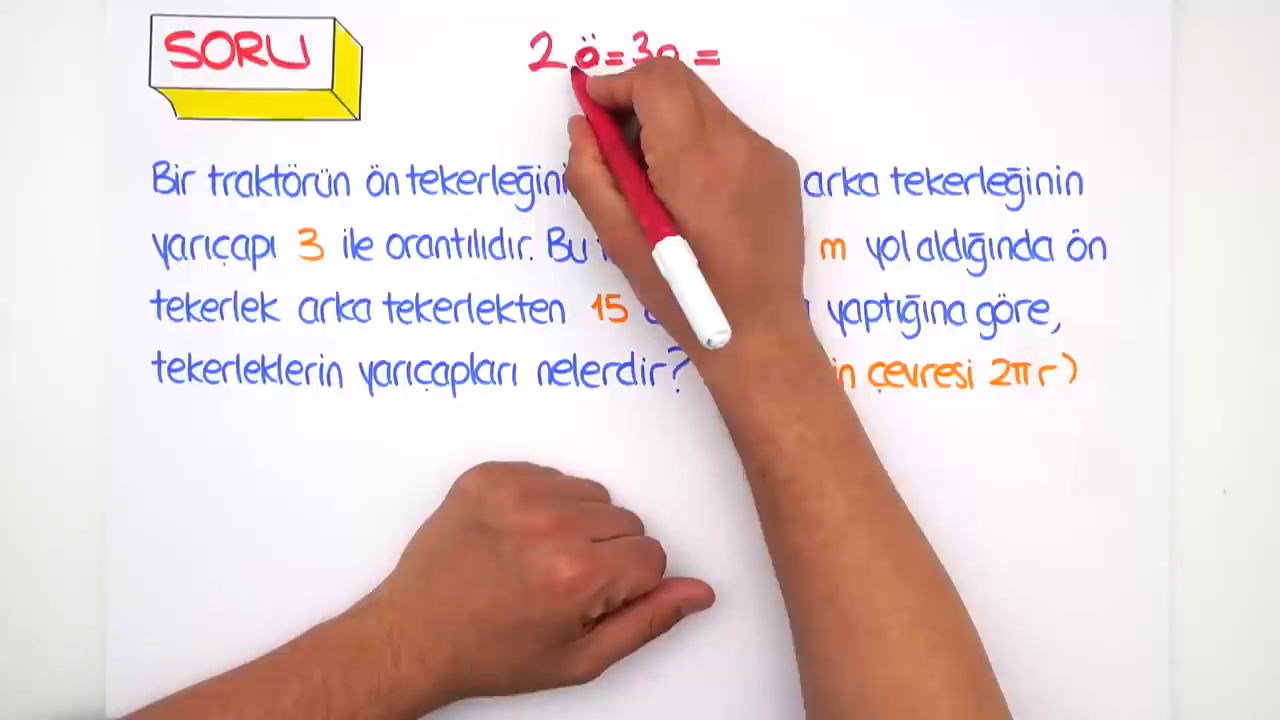 SORU
2 ö = 3a =
Bir traktörün ön tekerleğini arka tekerleğinin
yarıçapı 3 ile orantılıdır. Bu m yol aldığında ön
tekerlek arka tekerlekten 15 yaptığına göre,
tekerleklerin yarıçapları nelerdir? çevresi 2πr)